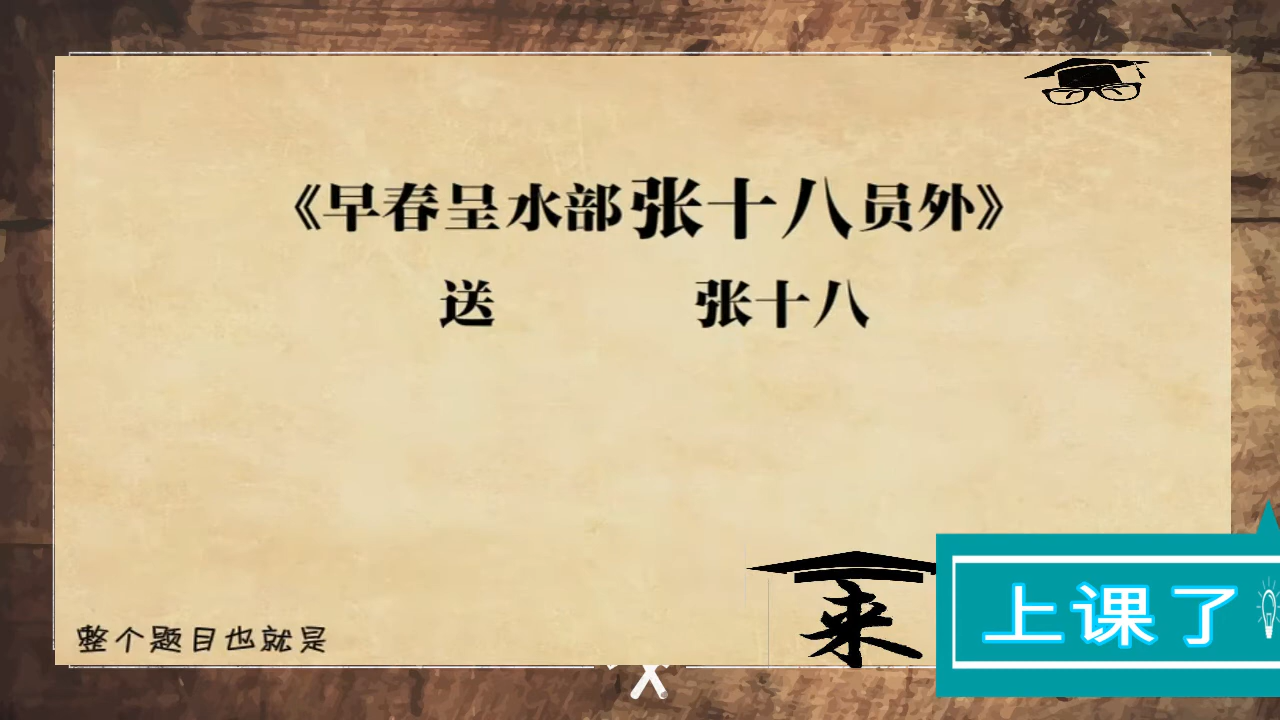 《早春呈水部张十八员外》
送 张十八
来
上课了
整个题目也就是